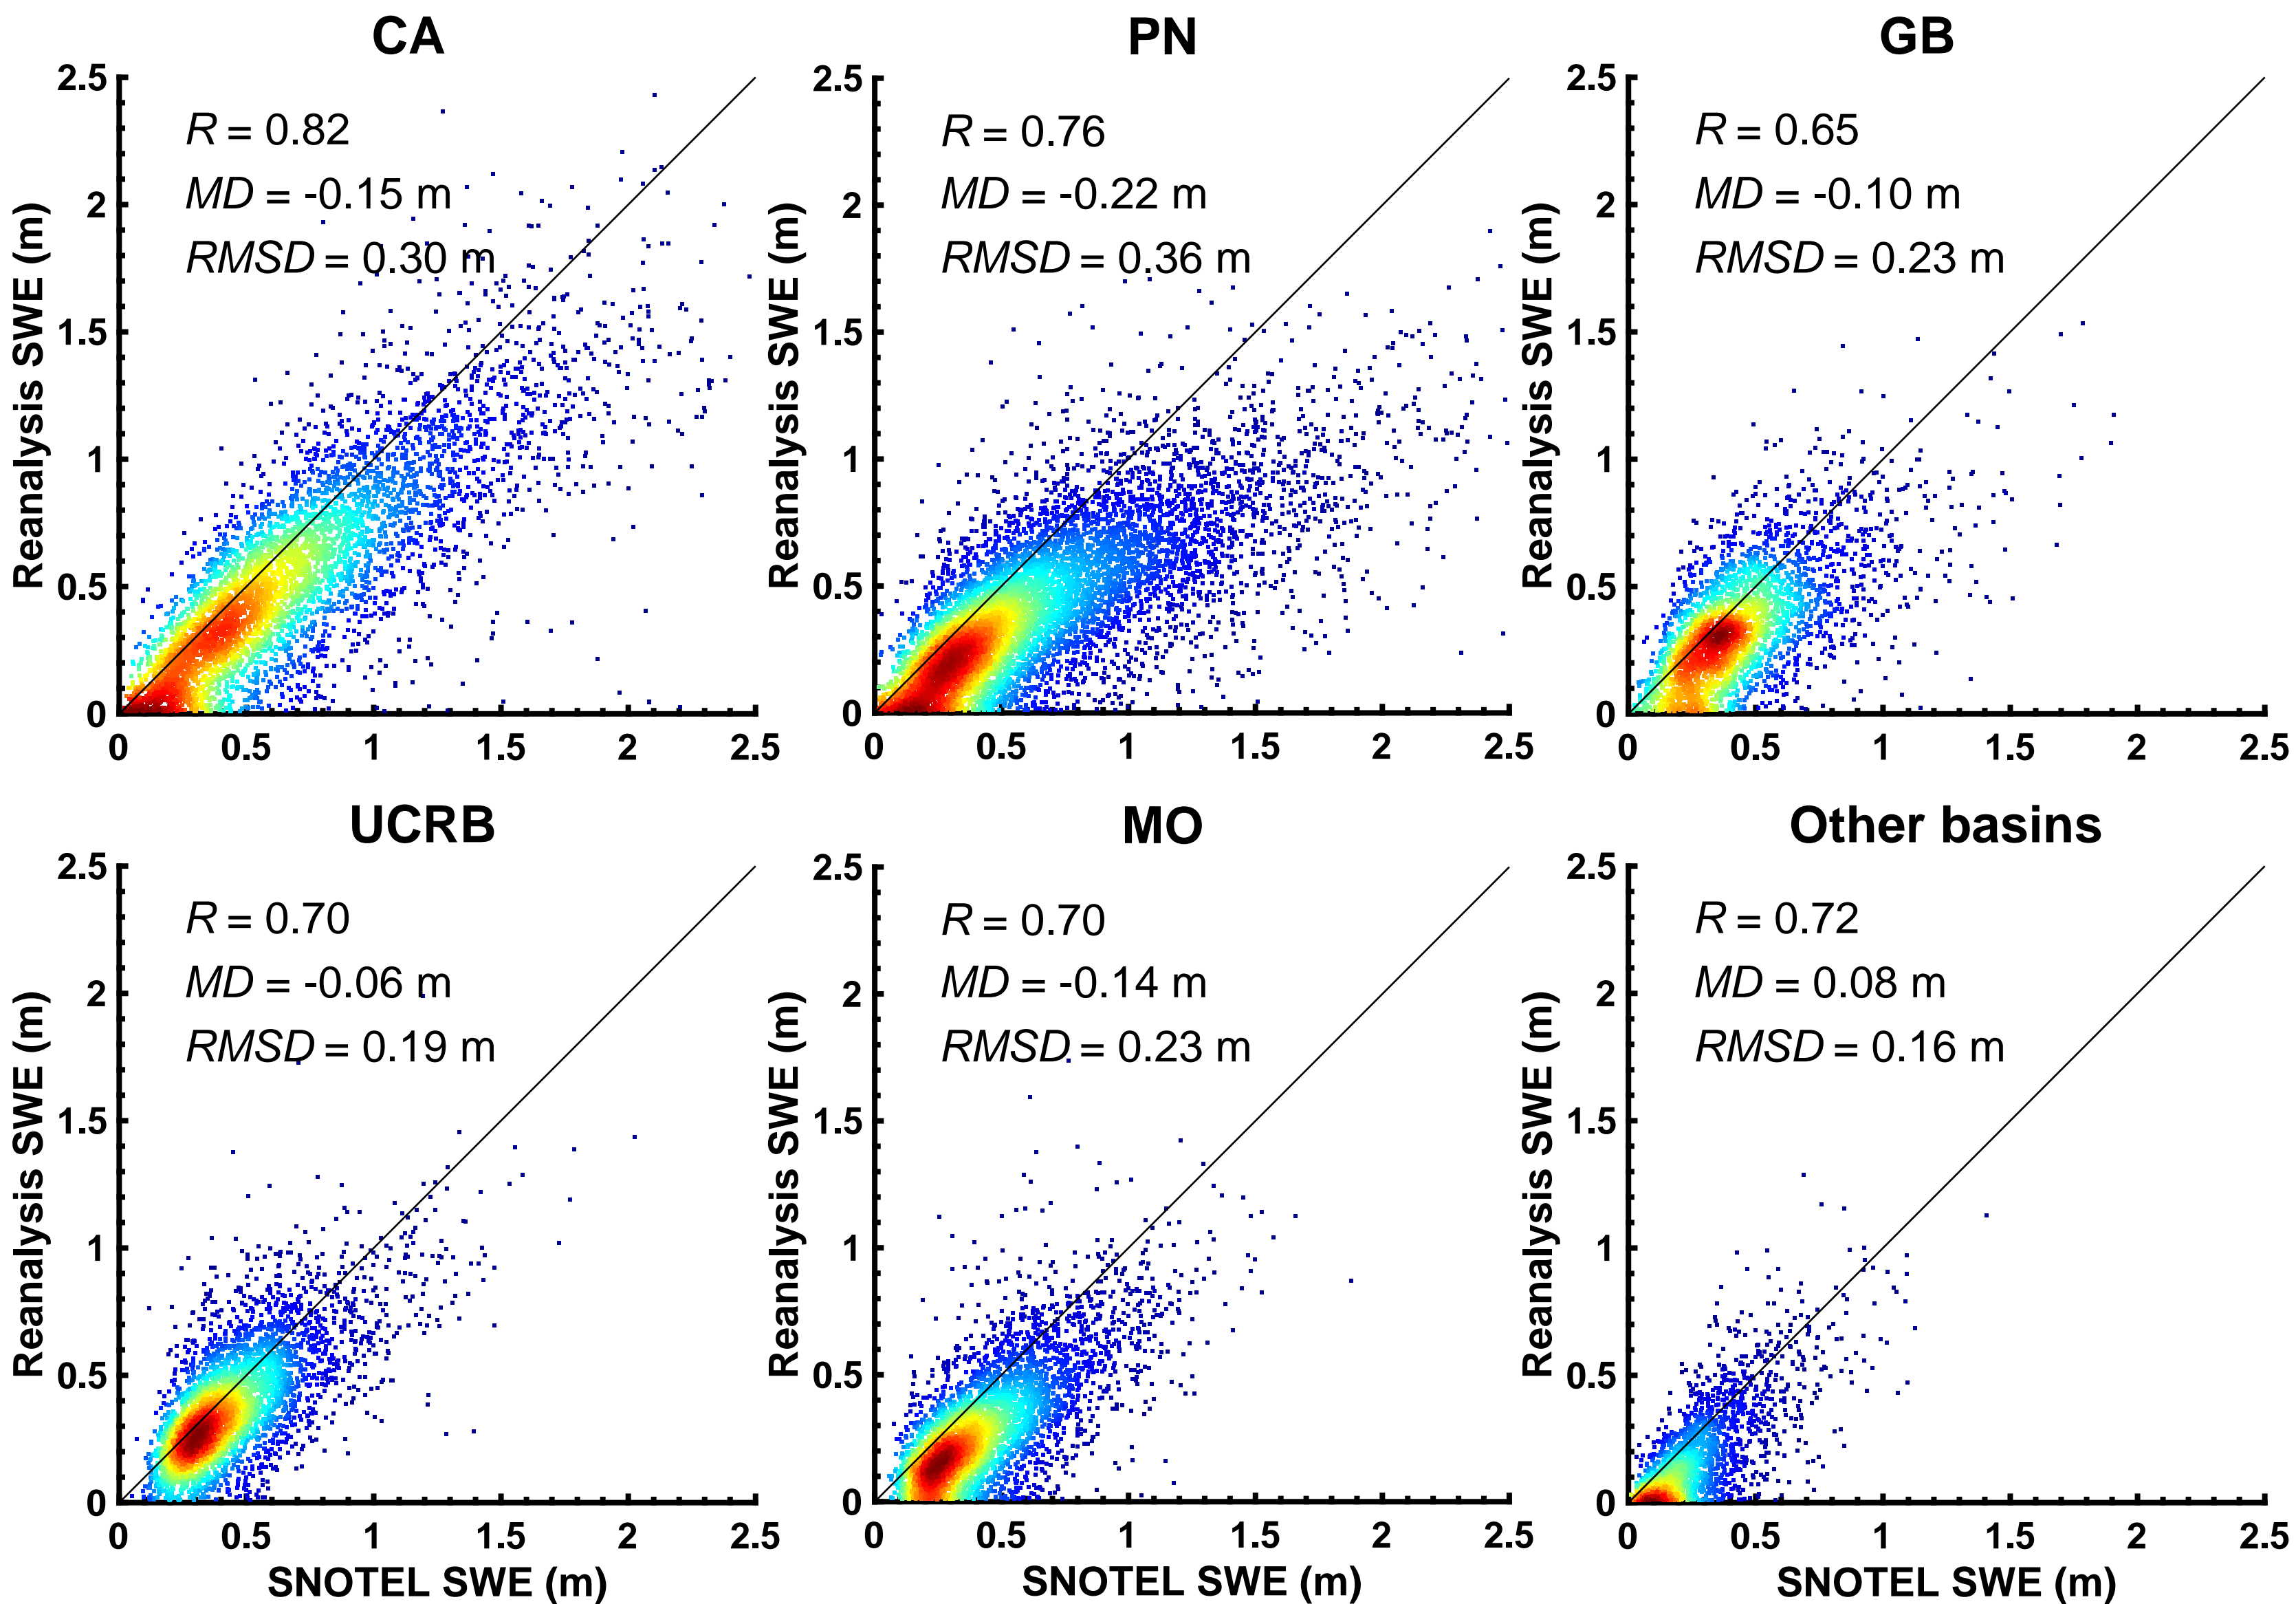 CA
R = 0.82
MD = -0.15 m
RMSD = 0.30 m
Reanalysis SWE (m)
2.5
2
1.5
1
0.5
0
0 0.5 1 1.5 2 2.5
PN
R = 0.76
MD = -0.22 m
RMSD = 0.36 m
Reanalysis SWE (m)
2.5
2
1.5
1
0.5
0
0 0.5 1 1.5 2 2.5
GB
R = 0.65
MD = -0.10 m
RMSD = 0.23 m
Reanalysis SWE (m)
2.5
2
1.5
1
0.5
0
0 0.5 1 1.5 2 2.5
UCRB
R = 0.70
MD = -0.06 m
RMSD = 0.19 m
Reanalysis SWE (m)
2.5
2
1.5
1
0.5
0
0 0.5 1 1.5 2 2.5
SNOTEL SWE (m)
MO
R = 0.70
MD = -0.14 m
RMSD = 0.23 m
Reanalysis SWE (m)
2.5
2
1.5
1
0.5
0
0 0.5 1 1.5 2 2.5
SNOTEL SWE (m)
Other basins
R = 0.72
MD = 0.08 m
RMSD = 0.16 m
Reanalysis SWE (m)
2.5
2
1.5
1
0.5
0
0 0.5 1 1.5 2 2.5
SNOTEL SWE (m)